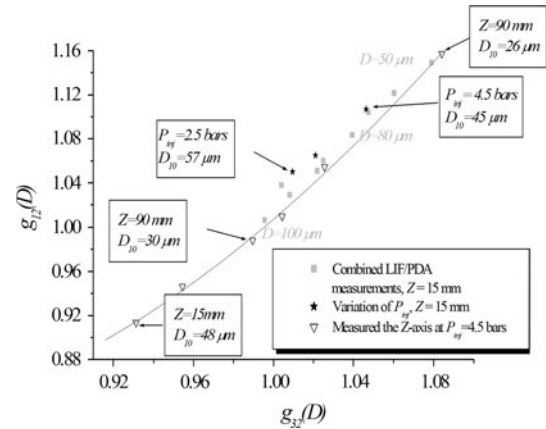 1.16
1.12
1.08
1.04
1.00
0.96
0.92
0.88
g12(D)
0.92
0.96
1.00
1.04
1.08
g32(D)
Z=90 mm
D10=26 µm
D=50 µm
Pinj=4.5 bars
D10=45 µm
D=80 µm
Pinj=2.5 bars
D10=57 µm
Z=90 mm
D10=30 µm
D=100 µm
Z=15mm
D10=48 µm
Combined LIF/PDA
measurements, Z = 15 mm
Variation of Pinj, Z = 15 mm
Measured the Z-axis at Pinj=4.5 bars